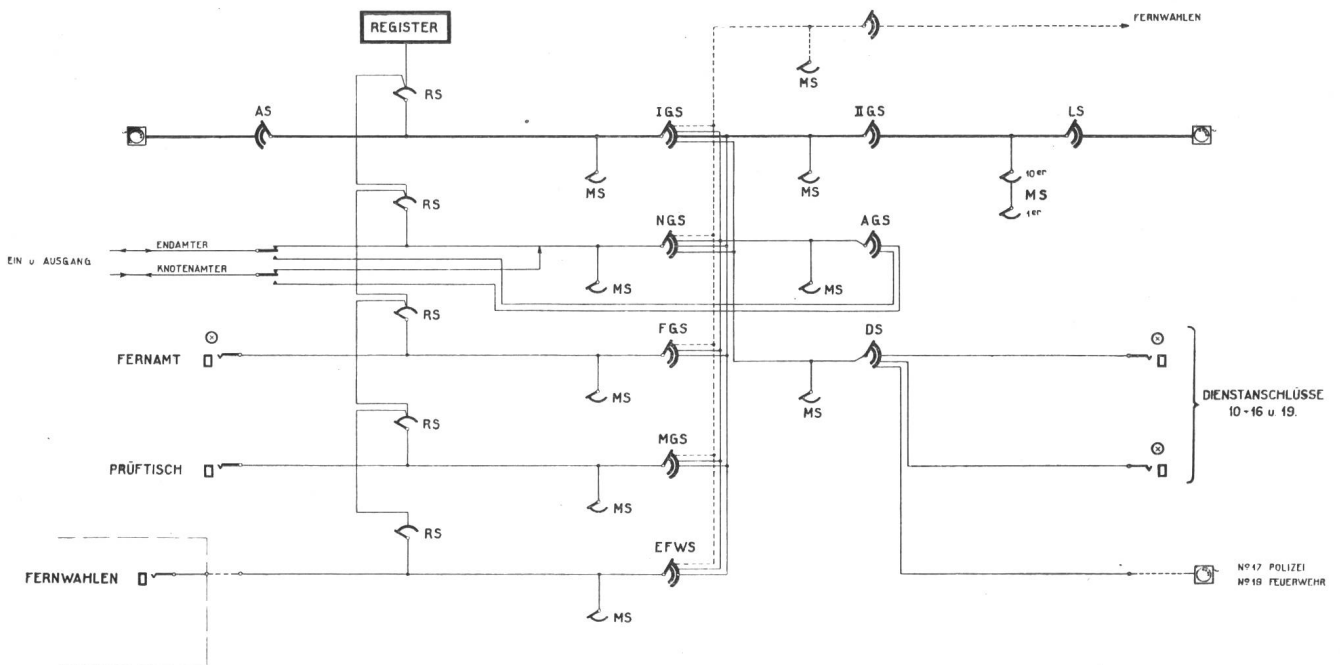 REGISTER
FERNWAHLEN
MS
RS
AS
IGS
IIGS
LS
MS
MS
10er
MS
1er
RS
NGS
AGS
EIN u AUSGANG
ENDAMTER
KNOTENAMTER
MS
MS
RS
FERNAMT
FGS
DS
MS
MS
DIENSTANSCHLÜSSE
10-16 u. 19.
RS
PRÜFTISCH
MGS
MS
RS
FERNWAHLEN
EFWS
MS
Nº17 POLIZEI
Nº18 FEUERWEHR